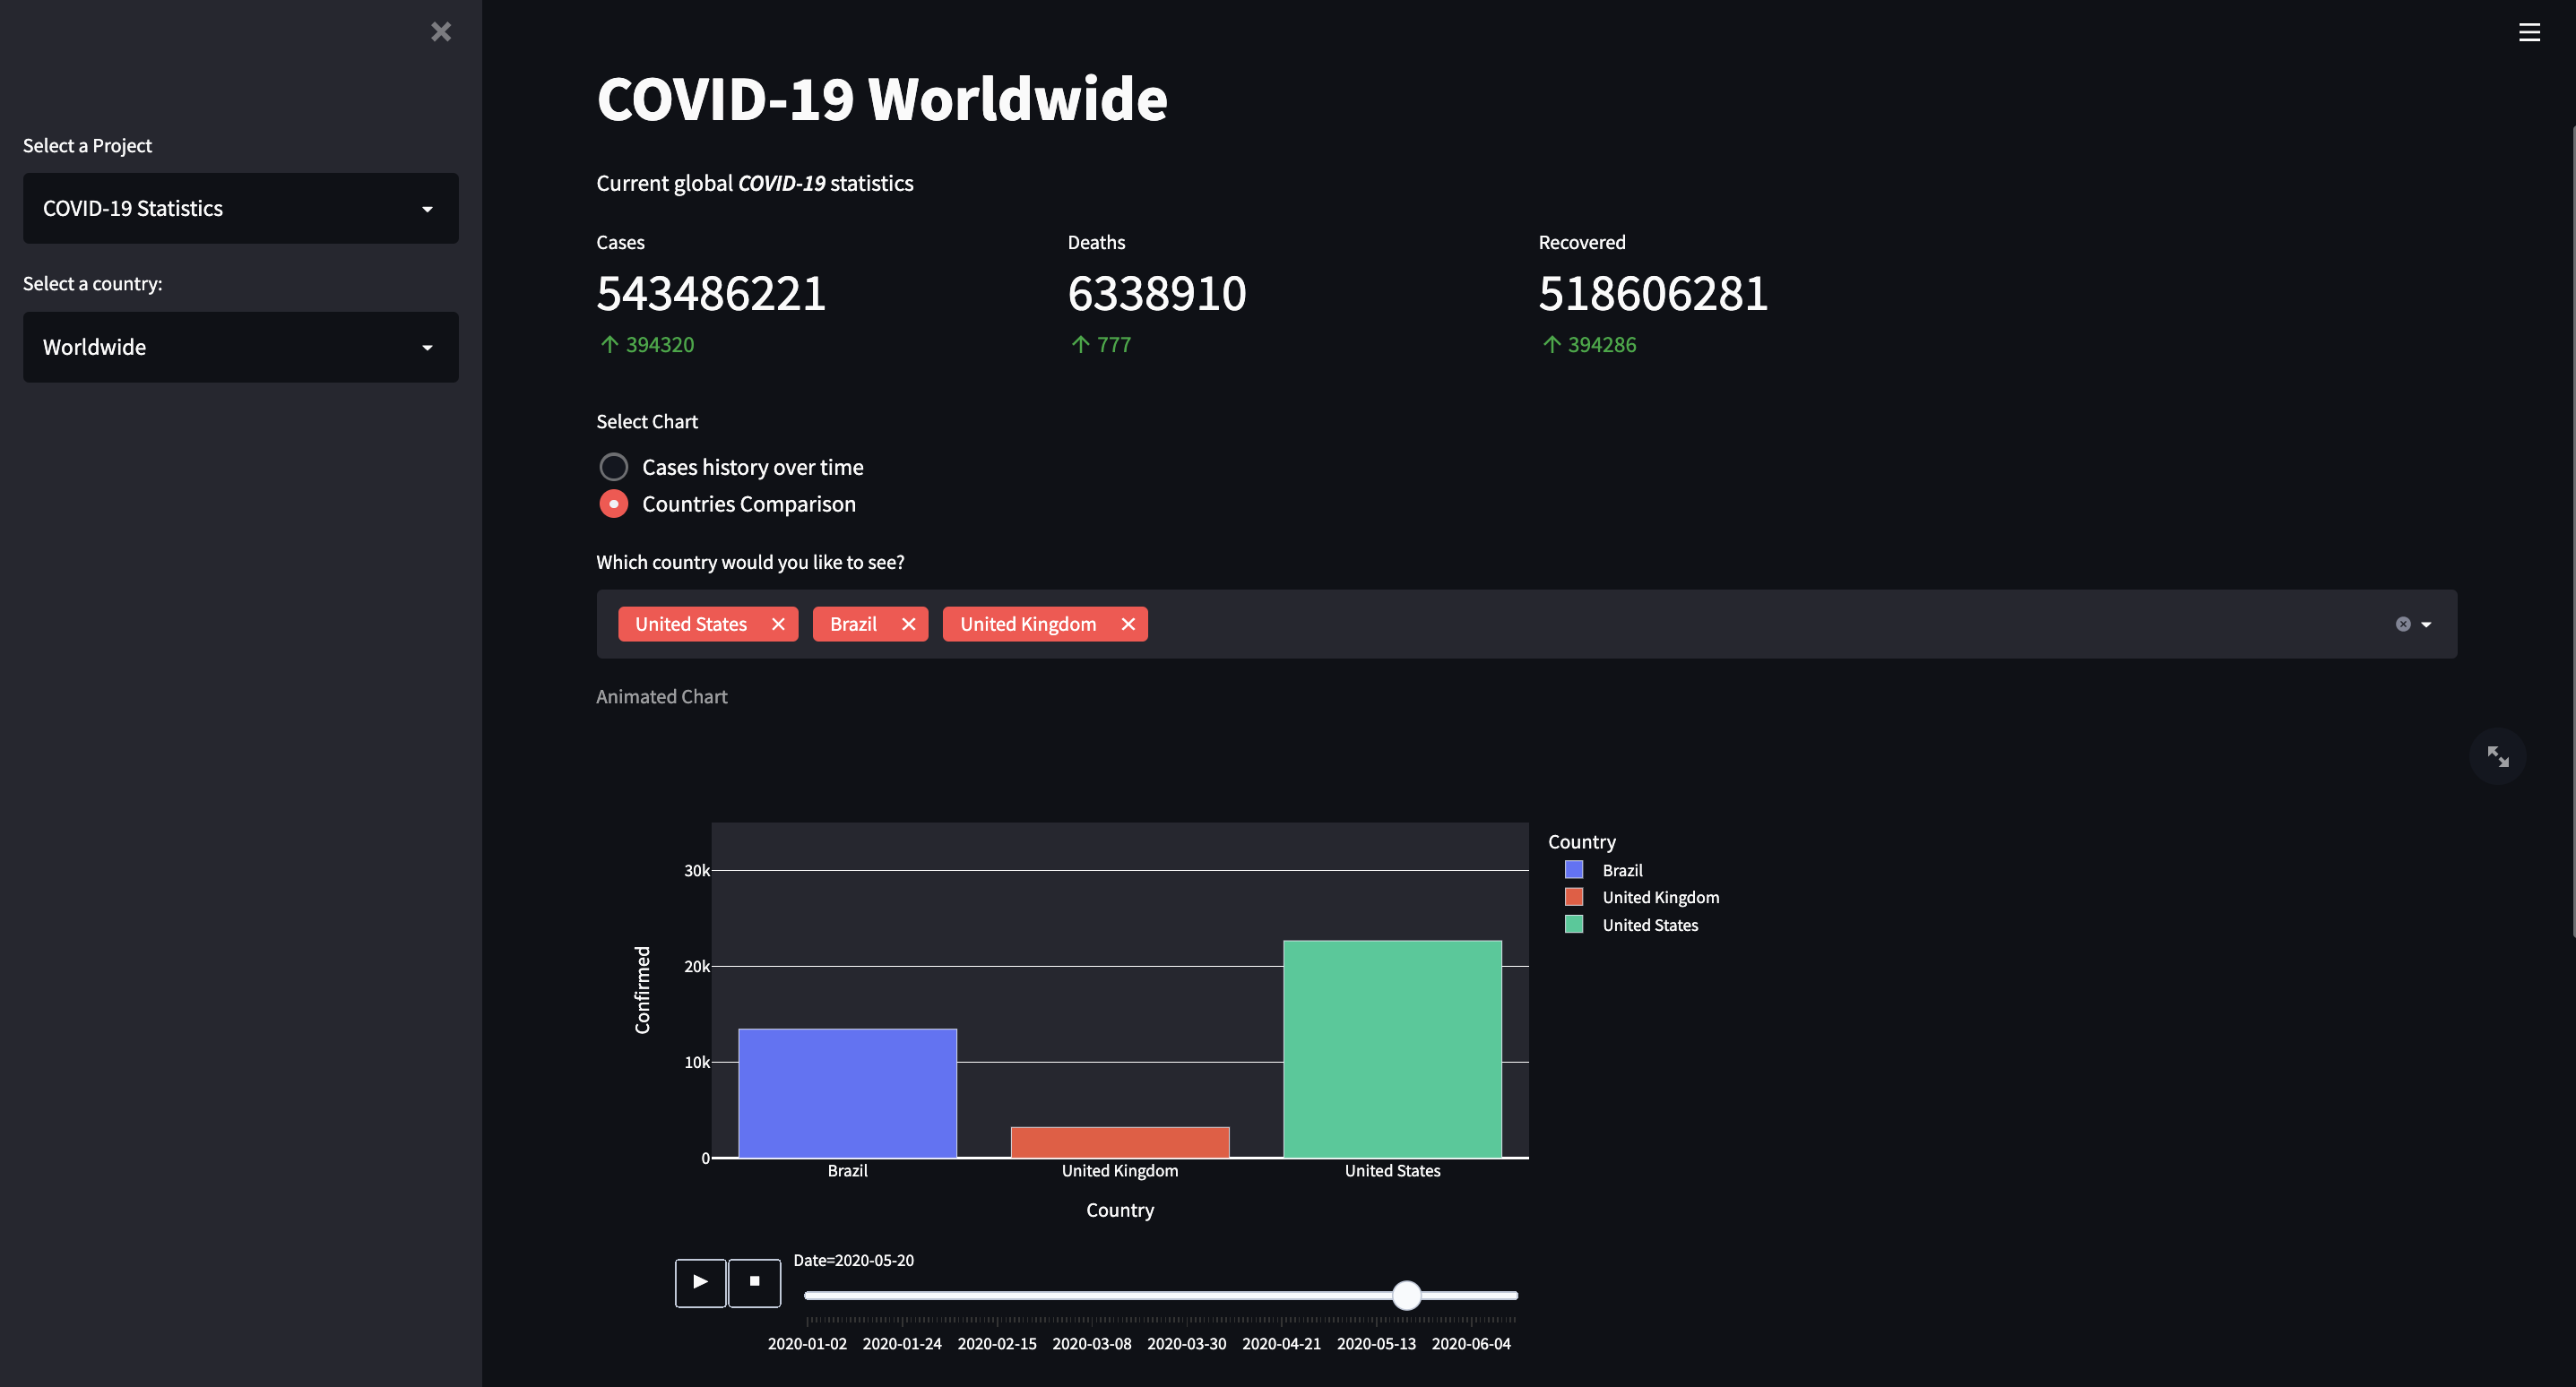 Select a Project
COVID-19 Statistics
Select a country:
Worldwide
COVID-19 Worldwide
Current global COVID-19 statistics
Cases
543486221
↑ 394320
Deaths
6338910
↑ 777
Recovered
518606281
↑ 394286
Select Chart
Cases history over time
Countries Comparison
Which country would you like to see?
United States Brazil United Kingdom
Animated Chart
30k
20k
10k
0
Confirmed
Brazil United Kingdom United States
Country
Country
Brazil
United Kingdom
United States
Date=2020-05-20
2020-01-02 2020-01-24 2020-02-15 2020-03-08 2020-03-30 2020-04-21 2020-05-13 2020-06-04